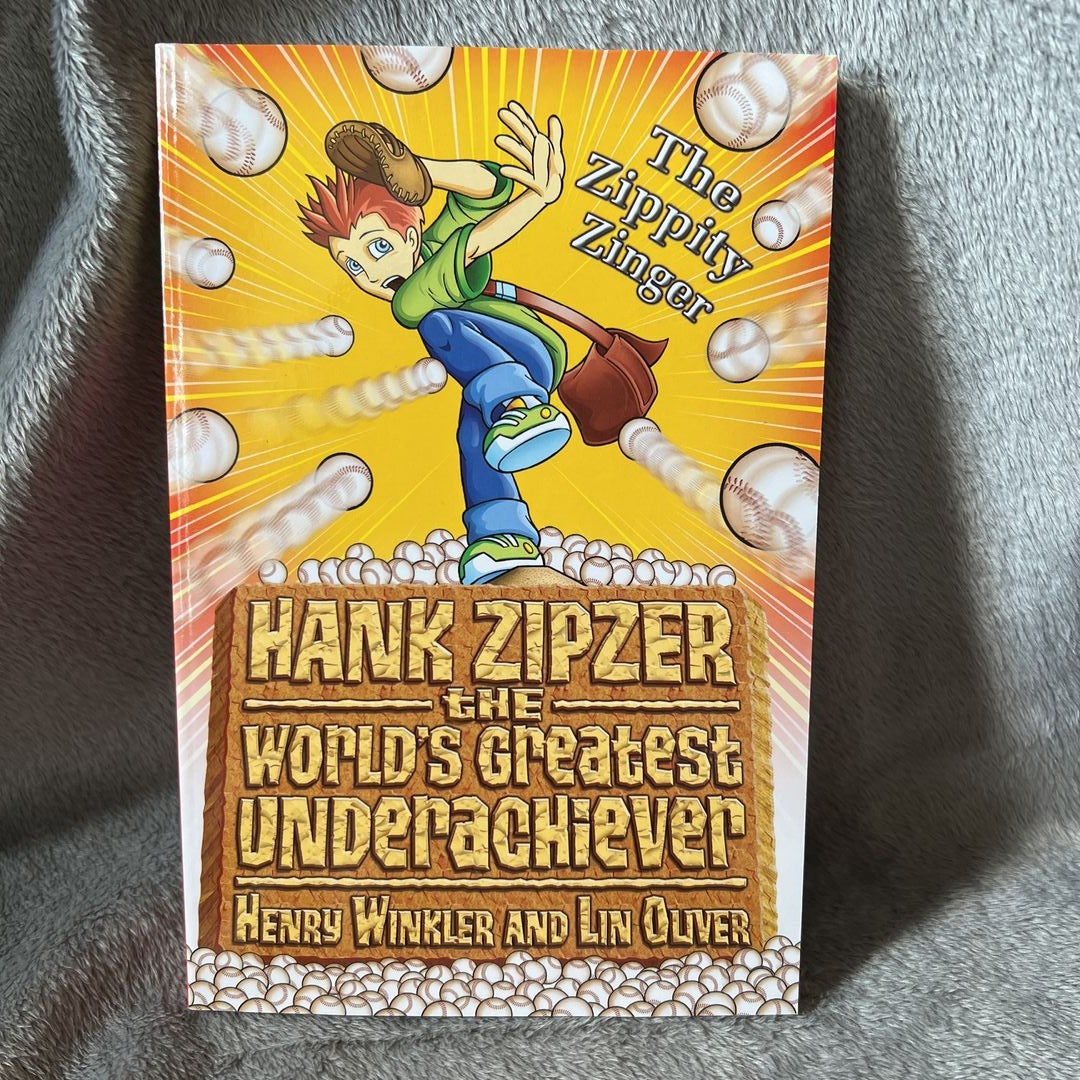 The
Zippity
Zinger
HANK ZIPZER
tHE
WORLD'S GreatEst
UNDeracHiever
HENRY WINKLER AND LIN OLIVER